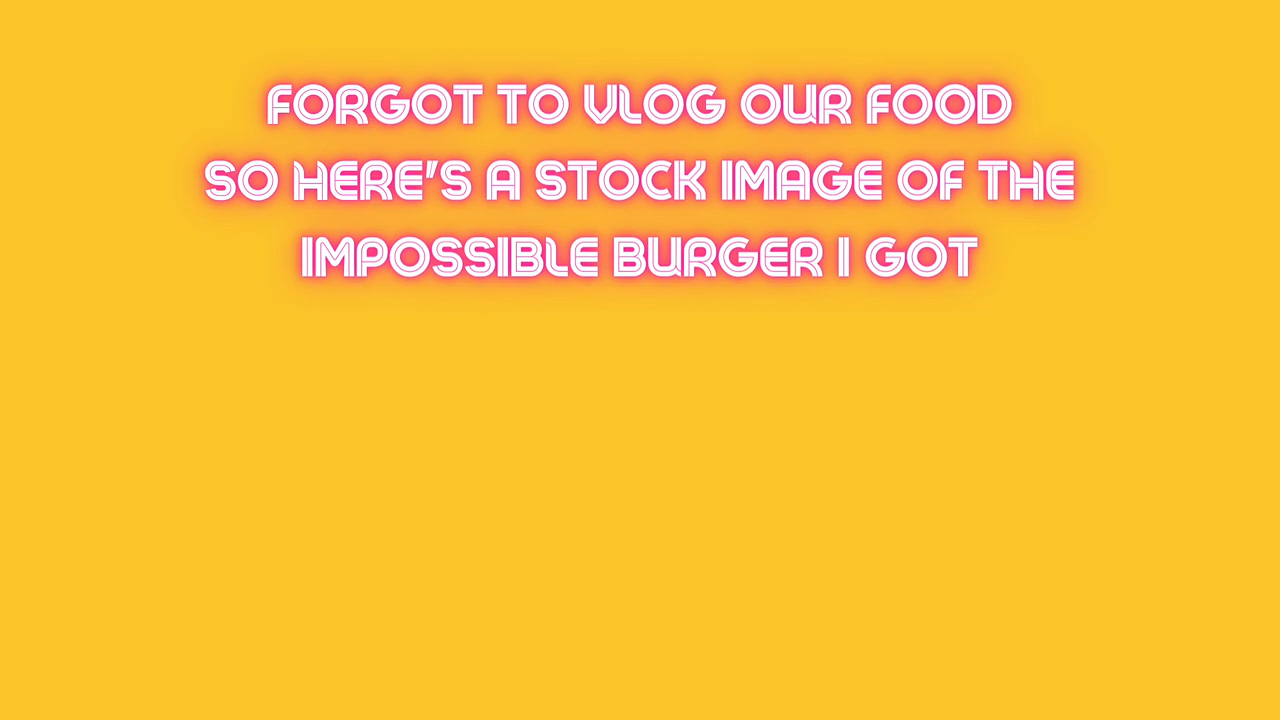 FORGOT TO VLOG OUR FOOD
SO HERE'S A STOCK IMAGE OF THE
IMPOSSIBLE BURGER I GOT